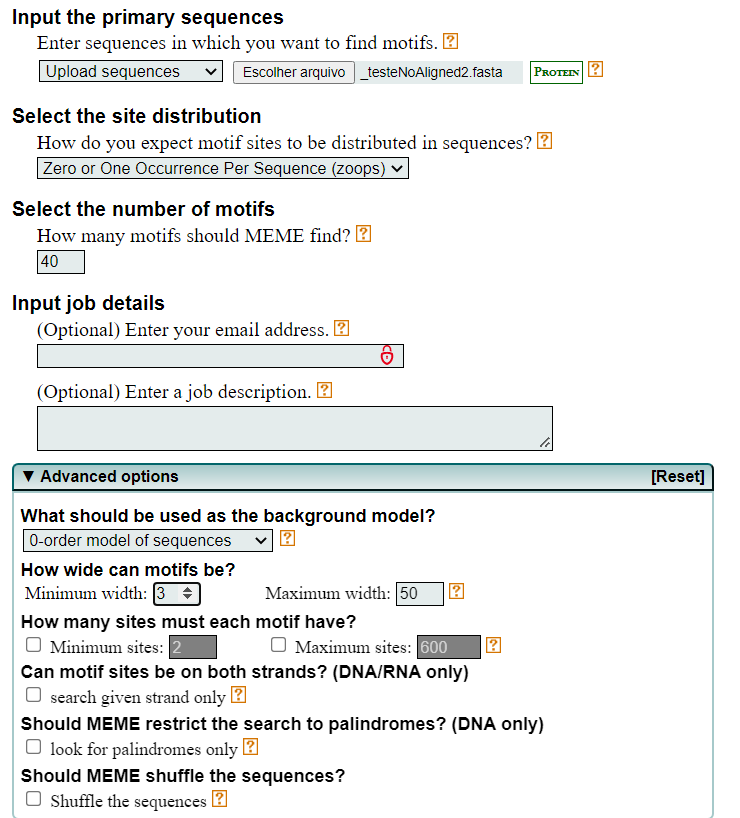 Input the primary sequences
Enter sequences in which you want to find motifs. ?
Upload sequences Escolher arquivo _testeNoAligned2.fasta PROTEIN ?
Select the site distribution
How do you expect motif sites to be distributed in sequences? ?
Zero or One Occurrence Per Sequence (zoops)
Select the number of motifs
How many motifs should MEME find? ?
40
Input job details
(Optional) Enter your email address. ?
(Optional) Enter a job description. ?
▼ Advanced options [Reset]
What should be used as the background model?
0-order model of sequences ?
How wide can motifs be?
Minimum width: 3 Maximum width: 50 ?
How many sites must each motif have?
Minimum sites: 2 Maximum sites: 600 ?
Can motif sites be on both strands? (DNA/RNA only)
search given strand only ?
Should MEME restrict the search to palindromes? (DNA only)
look for palindromes only ?
Should MEME shuffle the sequences?
Shuffle the sequences ?